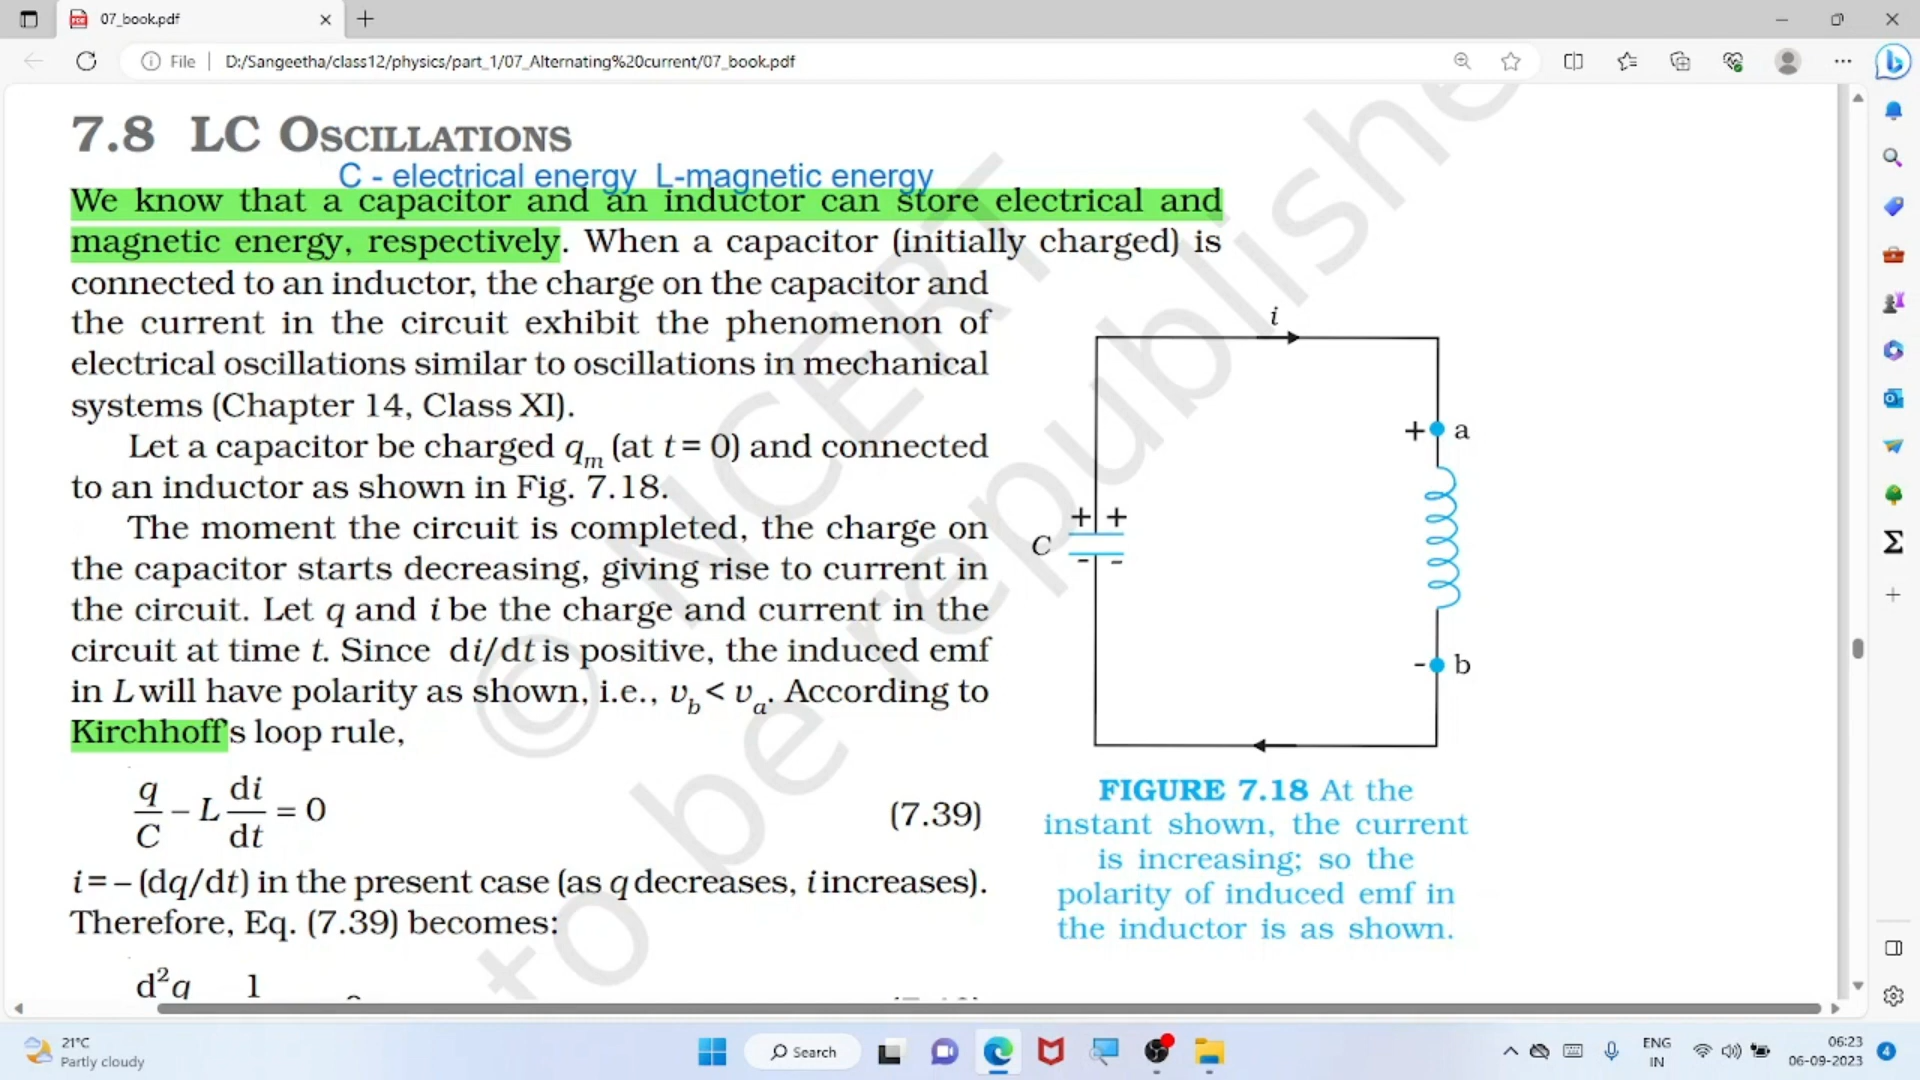 07_book.pdf
File
D:/Sangeetha/class12/physics/part_1/07_Alternating%20current/07_book.pdf
7.8 LC OSCILLATIONS
C - electrical energy L-magnetic energy
We know that a capacitor and an inductor can store electrical and
magnetic energy, respectively. When a capacitor (initially charged) is
connected to an inductor, the charge on the capacitor and
the current in the circuit exhibit the phenomenon of
electrical oscillations similar to oscillations in mechanical
systems (Chapter 14, Class XI).
Let a capacitor be charged qm (at t = 0) and connected
to an inductor as shown in Fig. 7.18.
The moment the circuit is completed, the charge on
the capacitor starts decreasing, giving rise to current in
the circuit. Let q and i be the charge and current in the
circuit at time t. Since di/dt is positive, the induced emf
in L will have polarity as shown, i.e., vb < va. According to
Kirchhoff's loop rule,
q/C – L di/dt = 0 (7.39)
i = – (dq/dt) in the present case (as q decreases, i increases).
Therefore, Eq. (7.39) becomes:
d²q 1
i
+ a
+ +
C
- -
- b
FIGURE 7.18 At the
instant shown, the current
is increasing; so the
polarity of induced emf in
the inductor is as shown.
© NCERT
to be republishe
21°C
Partly cloudy
Search
ENG
IN
06:23
06-09-2023
4